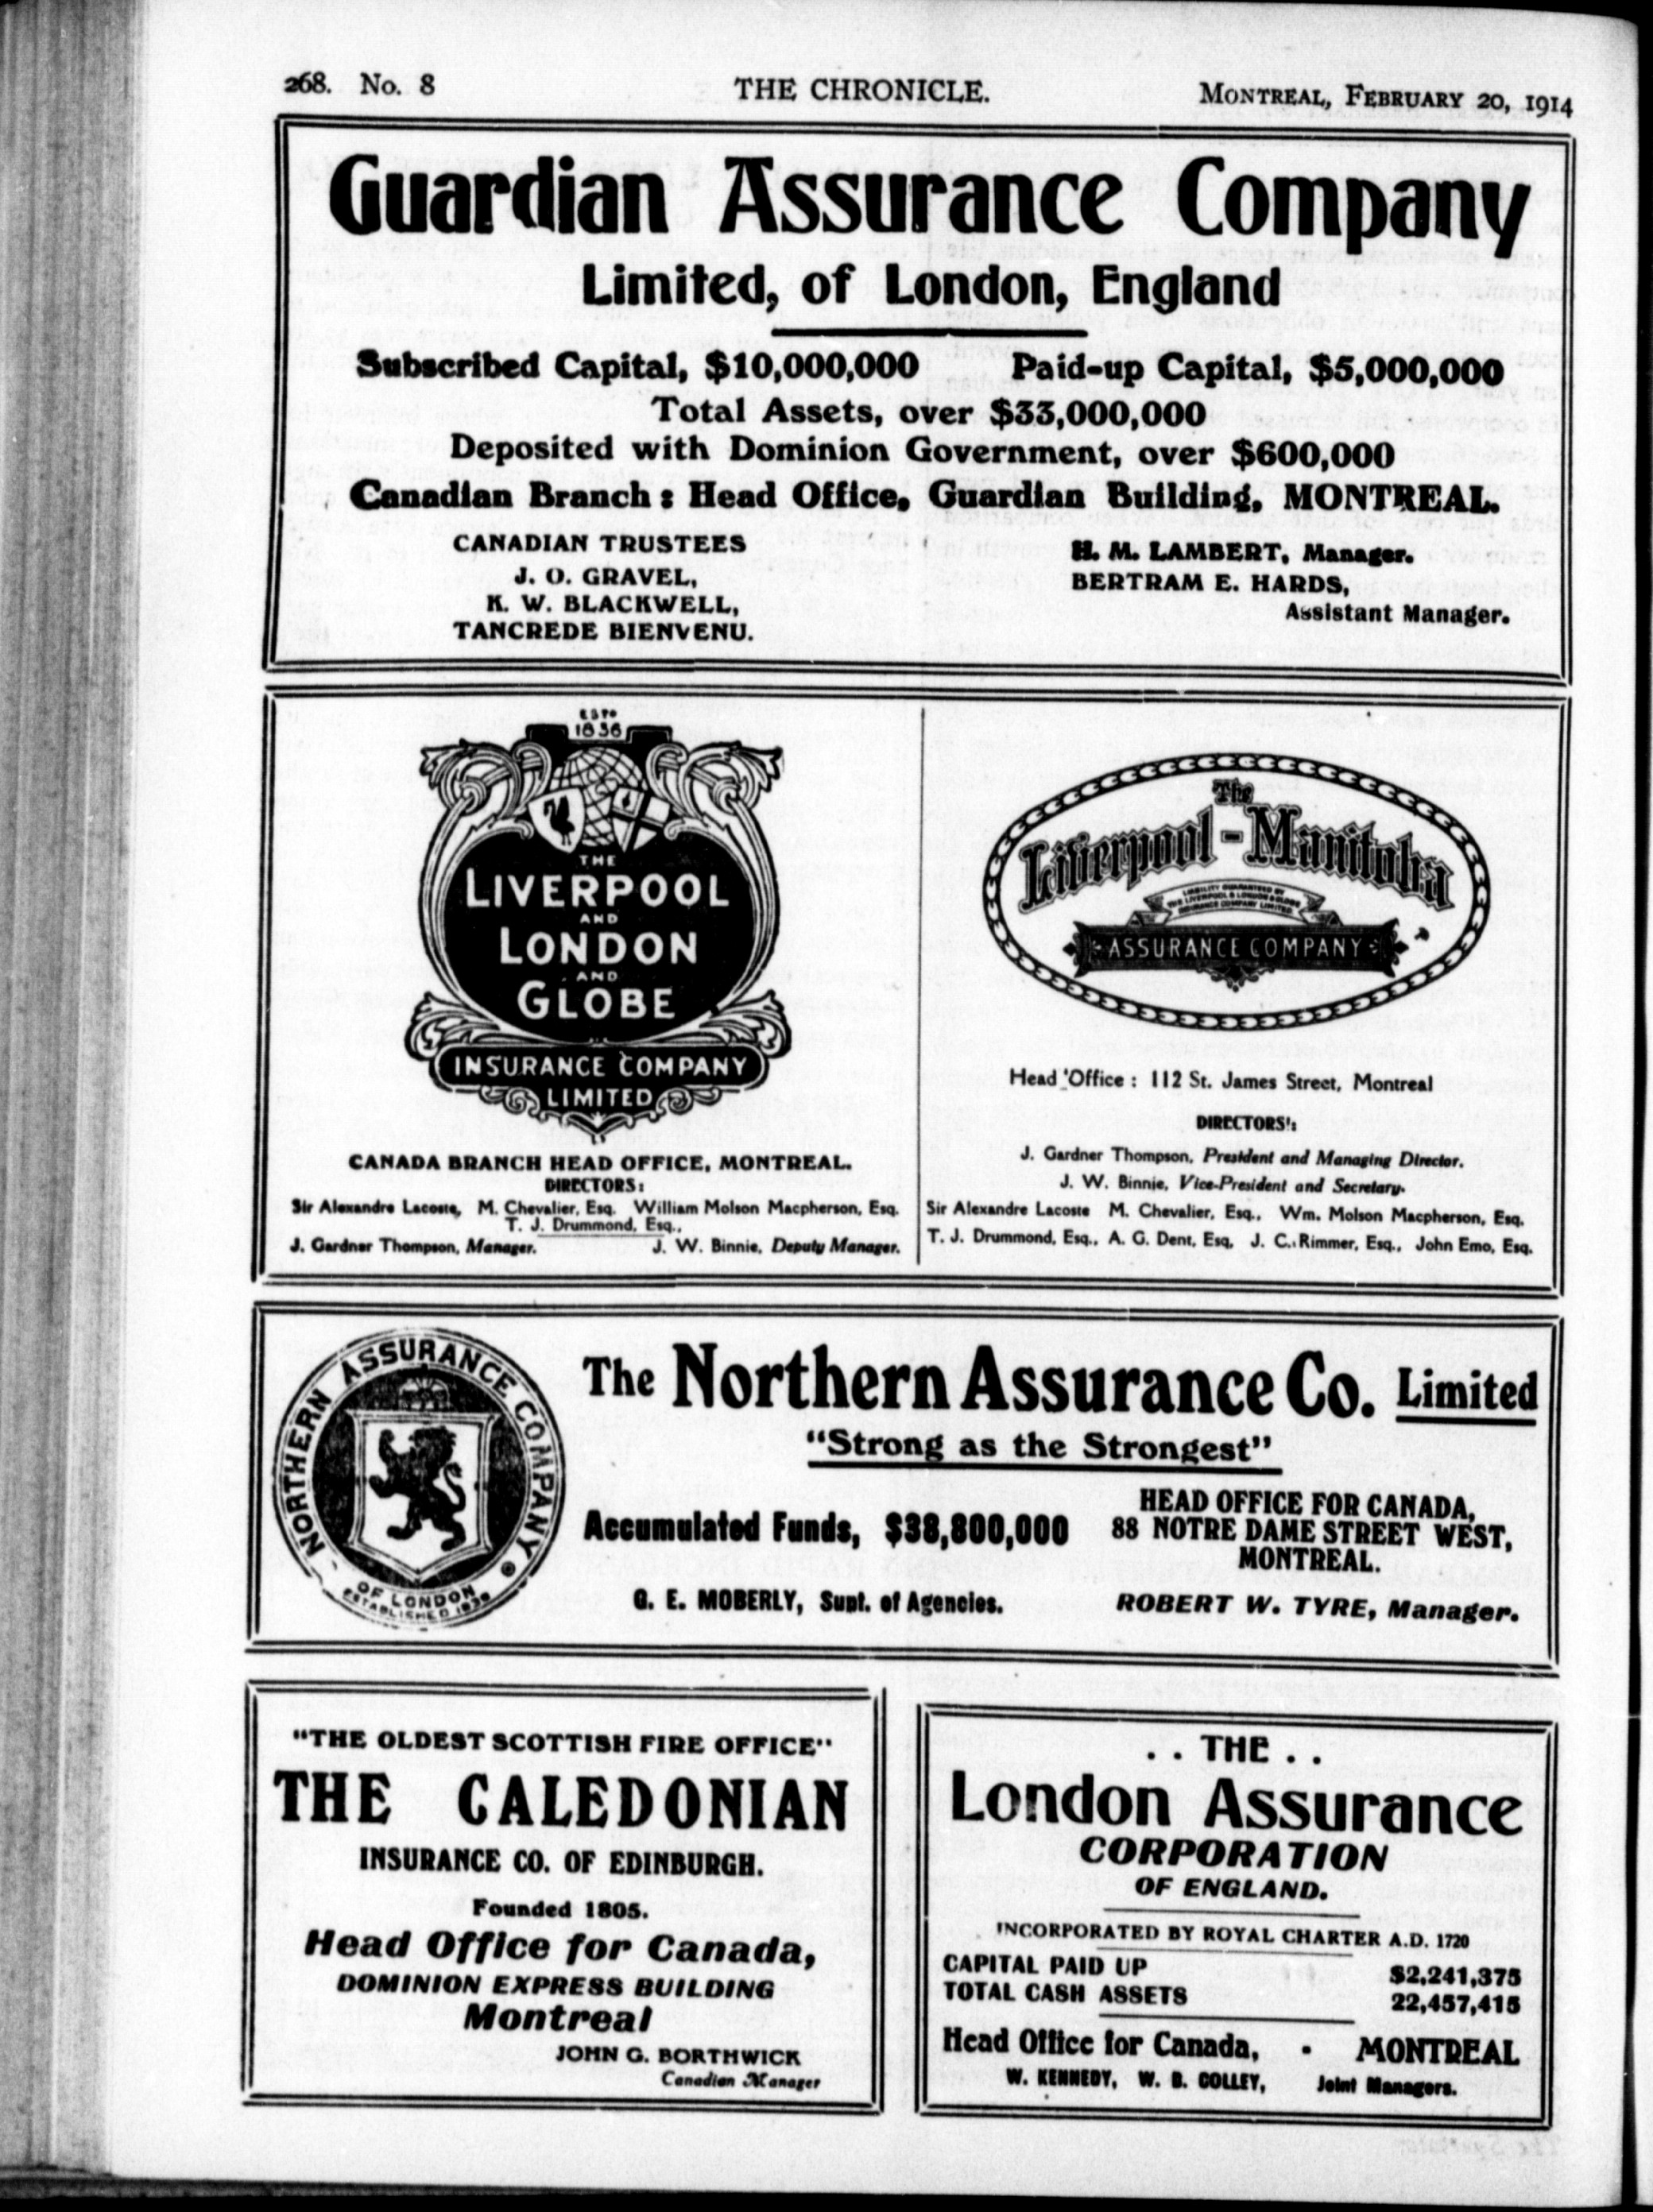 268. No. 8 THE CHRONICLE. MONTREAL, FEBRUARY 20, 1914
Guardian Assurance Company
Limited, of London, England
Subscribed Capital, $10,000,000 Paid-up Capital, $5,000,000
Total Assets, over $33,000,000
Deposited with Dominion Government, over $600,000
Canadian Branch: Head Office, Guardian Building, MONTREAL.
CANADIAN TRUSTEES
J. O. GRAVEL,
K. W. BLACKWELL,
TANCREDE BIENVENU.
H. M. LAMBERT, Manager.
BERTRAM E. HARDS,
Assistant Manager.
ESTD
1836
THE
LIVERPOOL
AND
LONDON
AND
GLOBE
INSURANCE COMPANY
LIMITED
CANADA BRANCH HEAD OFFICE, MONTREAL.
DIRECTORS:
Sir Alexandre Lacoste, M. Chevalier, Esq. William Molson Macpherson, Esq.
T. J. Drummond, Esq.,
J. Gardner Thompson, Manager. J. W. Binnie, Deputy Manager.
The
Liverpool-Manitoba
LIABILITY GUARANTEED BY
THE LIVERPOOL & LONDON & GLOBE
INSURANCE COMPANY LIMITED
ASSURANCE COMPANY
Head Office: 112 St. James Street, Montreal
DIRECTORS:
J. Gardner Thompson, President and Managing Director.
J. W. Binnie, Vice-President and Secretary.
Sir Alexandre Lacoste M. Chevalier, Esq., Wm. Molson Macpherson, Esq.
T. J. Drummond, Esq., A. G. Dent, Esq, J. C. Rimmer, Esq., John Emo, Esq.
NORTHERN ASSURANCE COMPANY
OF LONDON
ESTABLISHED 1836
The Northern Assurance Co. Limited
"Strong as the Strongest"
Accumulated Funds, $38,800,000
HEAD OFFICE FOR CANADA,
88 NOTRE DAME STREET WEST,
MONTREAL.
G. E. MOBERLY, Supt. of Agencies. ROBERT W. TYRE, Manager.
"THE OLDEST SCOTTISH FIRE OFFICE"
THE CALEDONIAN
INSURANCE CO. OF EDINBURGH.
Founded 1805.
Head Office for Canada,
DOMINION EXPRESS BUILDING
Montreal
JOHN G. BORTHWICK
Canadian Manager
. . THE . .
London Assurance
CORPORATION
OF ENGLAND.
INCORPORATED BY ROYAL CHARTER A.D. 1720
CAPITAL PAID UP $2,241,375
TOTAL CASH ASSETS 22,457,415
Head Office for Canada, - MONTREAL
W. KENNEDY, W. B. COLLEY, Joint Managers.